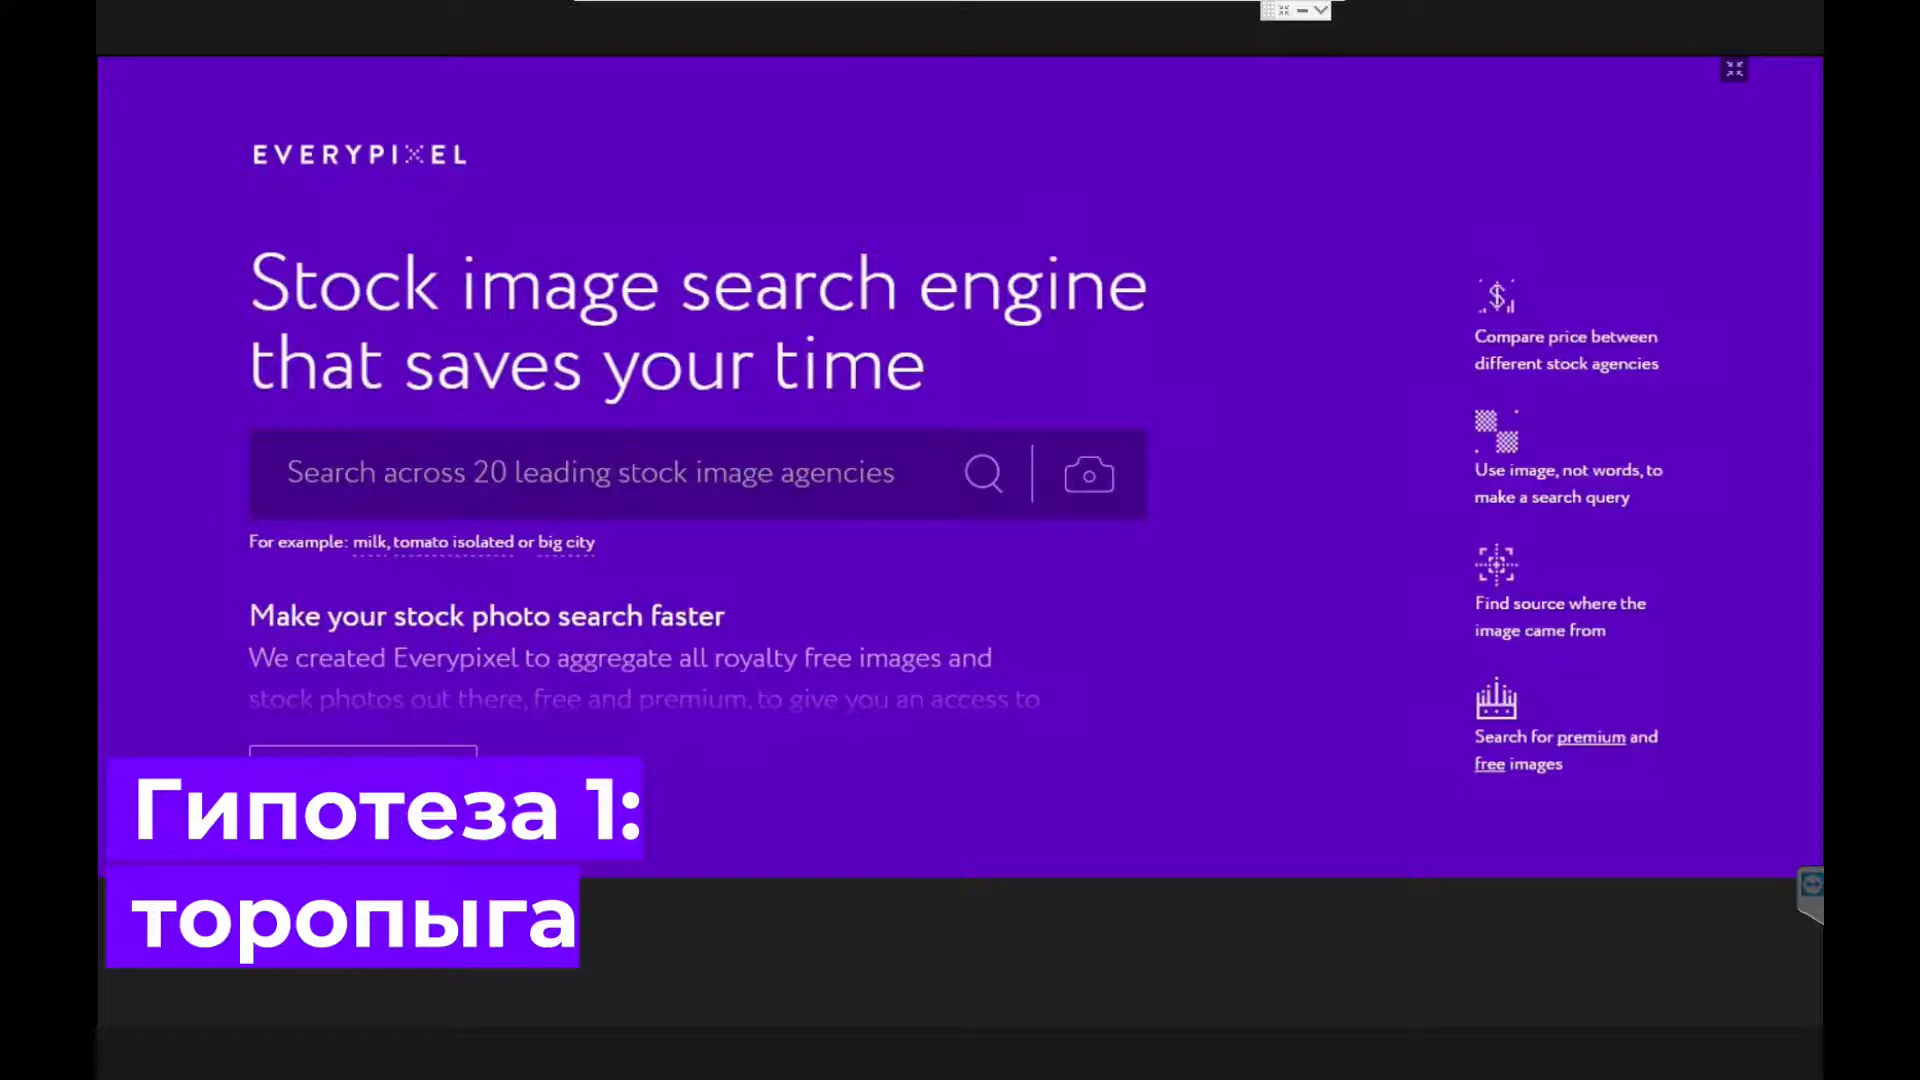 EVERYPIXEL
Stock image search engine
that saves your time
Search across 20 leading stock image agencies
For example: milk, tomato isolated or big city
Make your stock photo search faster
We created Everypixel to aggregate all royalty free images and
stock photos out there, free and premium, to give you an access to
Compare price between
different stock agencies
Use image, not words, to
make a search query
Find source where the
image came from
Search for premium and
free images
Гипотеза 1:
торопыга